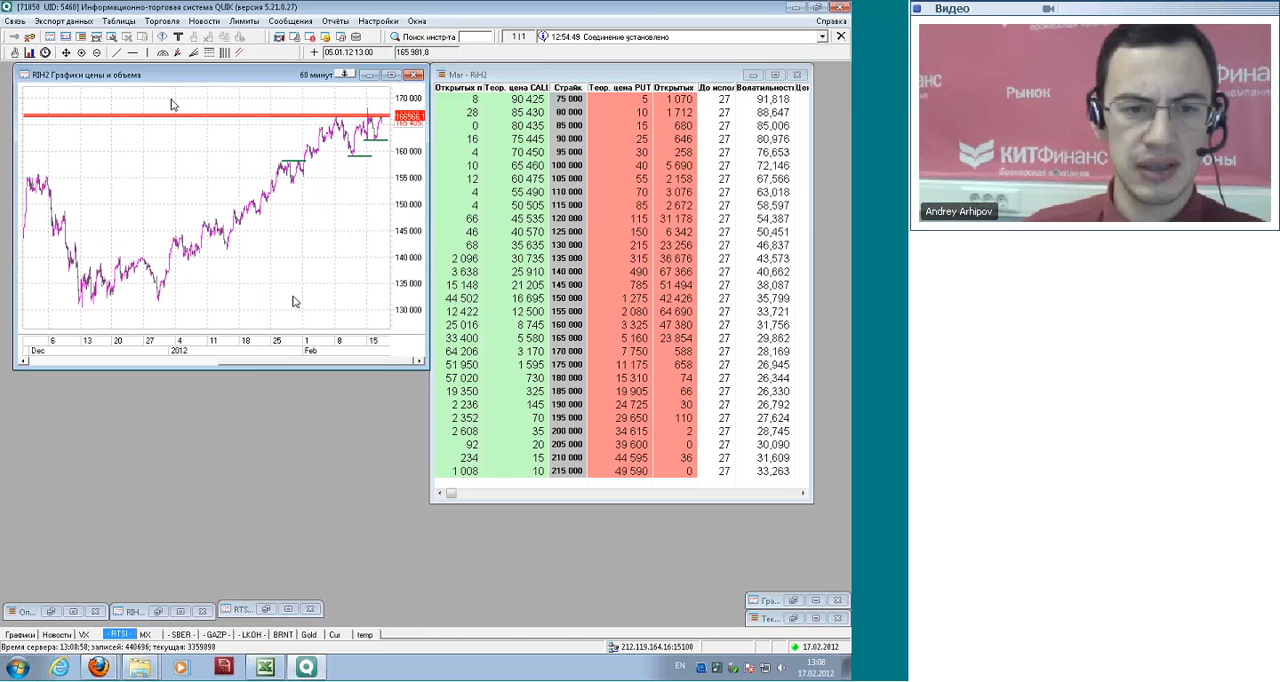 [71850 UID: 5460] Информационно-торговая система QUIK (версия 5.21.0.27)
Связь Экспорт данных Таблицы Торговля Новости Лимиты Сообщения Отчёты Настройки Окна Справка
Поиск инстр-та 1|1 12:54:49 Соединение установлено
05.01.12 13.00 165 981,8
RIH2 Графики цены и объема 60 минут
170 000
166566.1
160 000
155 000
150 000
145 000
140 000
135 000
130 000
6 13 20 27 4 11 18 25 1 8 15
Dec 2012 Feb
Mar - RiH2
Открытых п Теор. цена CALL Страйк Теор. цена PUT Открытых До испол Волатильность Цен
8 90 425 75 000 5 1 070 27 91,818
28 85 430 80 000 10 1 712 27 88,647
0 80 435 85 000 15 680 27 85,006
16 75 445 90 000 25 646 27 80,976
4 70 450 95 000 30 258 27 76,653
10 65 460 100 000 40 5 690 27 72,146
12 60 475 105 000 55 2 158 27 67,566
6 55 490 110 000 70 3 076 27 63,018
4 50 505 115 000 85 2 672 27 58,597
66 45 535 120 000 115 31 178 27 54,387
46 40 570 125 000 150 6 342 27 50,451
68 35 635 130 000 215 23 256 27 46,837
2 096 30 735 135 000 315 36 676 27 43,573
3 638 25 910 140 000 490 67 366 27 40,662
15 148 21 205 145 000 785 51 494 27 38,087
44 502 16 695 150 000 1 275 42 426 27 35,799
12 422 12 500 155 000 2 080 64 690 27 33,721
25 016 8 745 160 000 3 325 47 380 27 31,756
33 400 5 580 165 000 5 160 23 854 27 29,862
64 206 3 170 170 000 7 750 588 27 28,169
51 950 1 595 175 000 11 175 658 27 26,945
57 020 730 180 000 15 310 74 27 26,344
19 350 325 185 000 19 905 66 27 26,330
2 236 145 190 000 24 725 30 27 26,792
2 352 70 195 000 29 650 110 27 27,624
2 608 35 200 000 34 615 2 27 28,745
92 20 205 000 39 600 0 27 30,090
234 15 210 000 44 595 36 27 31,609
1 008 10 215 000 49 590 0 27 33,263
Оп... RIH... RTS...
Гра...
Тек...
Графики Новости VX -RTSI- MX -SBER- -GAZP- -LKOH- BRNT Gold Cur temp
Время сервера: 13:08:58; записей: 440696; текущая: 3359898
212.119.164.16:15100 17.02.2012
EN 13:08
17.02.2012
Видео
Рынок
КИТФинанс
Брокерская компания
Andrey Arhipov